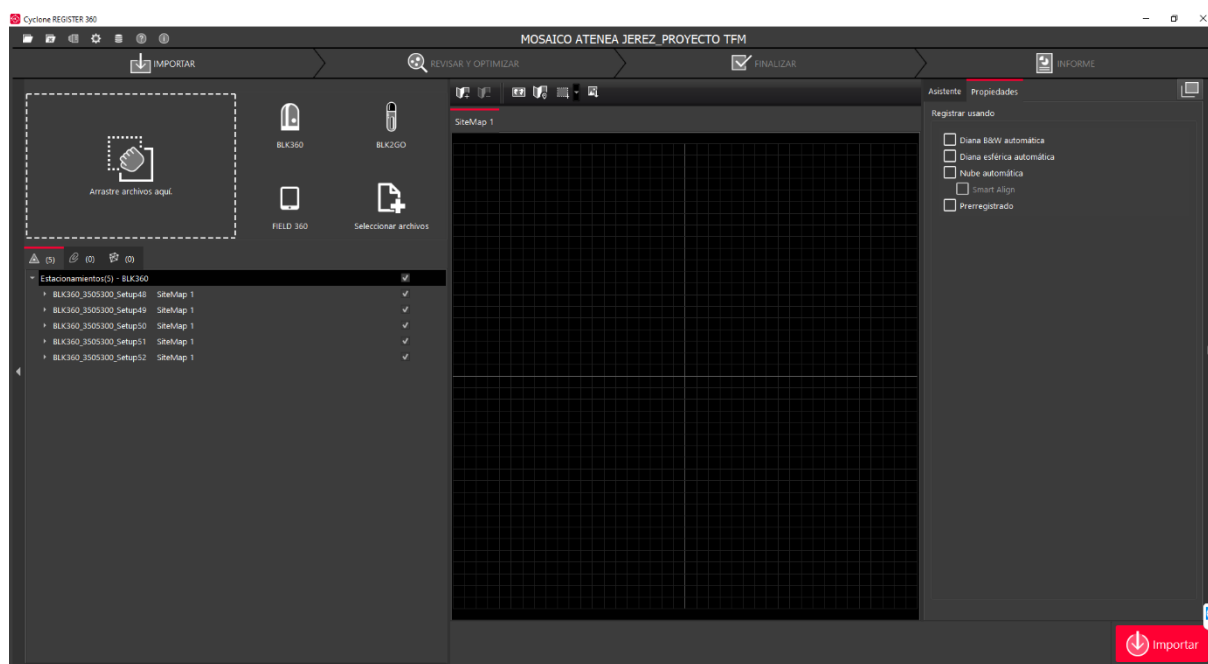 Cyclone REGISTER 360
MOSAICO ATENEA JEREZ_PROYECTO TFM
IMPORTAR
REVISAR Y OPTIMIZAR
FINALIZAR
INFORME
Arrastre archivos aquí.
BLK360
BLK2GO
FIELD 360
Seleccionar archivos
(5) (0) (0)
Estacionamientos(5) - BLK360
BLK360_3505300_Setup48 SiteMap 1
BLK360_3505300_Setup49 SiteMap 1
BLK360_3505300_Setup50 SiteMap 1
BLK360_3505300_Setup51 SiteMap 1
BLK360_3505300_Setup52 SiteMap 1
SiteMap 1
Asistente Propiedades
Registrar usando
Diana B&W automática
Diana esférica automática
Nube automática
Smart Align
Prerregistrado
Importar